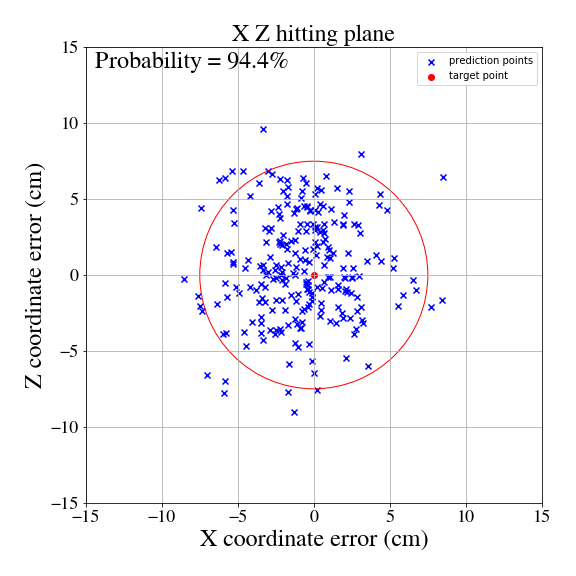 X Z hitting plane
Probability = 94.4%
prediction points
target point
15
10
5
0
−5
−10
−15
Z coordinate error (cm)
−15 −10 −5 0 5 10 15
X coordinate error (cm)